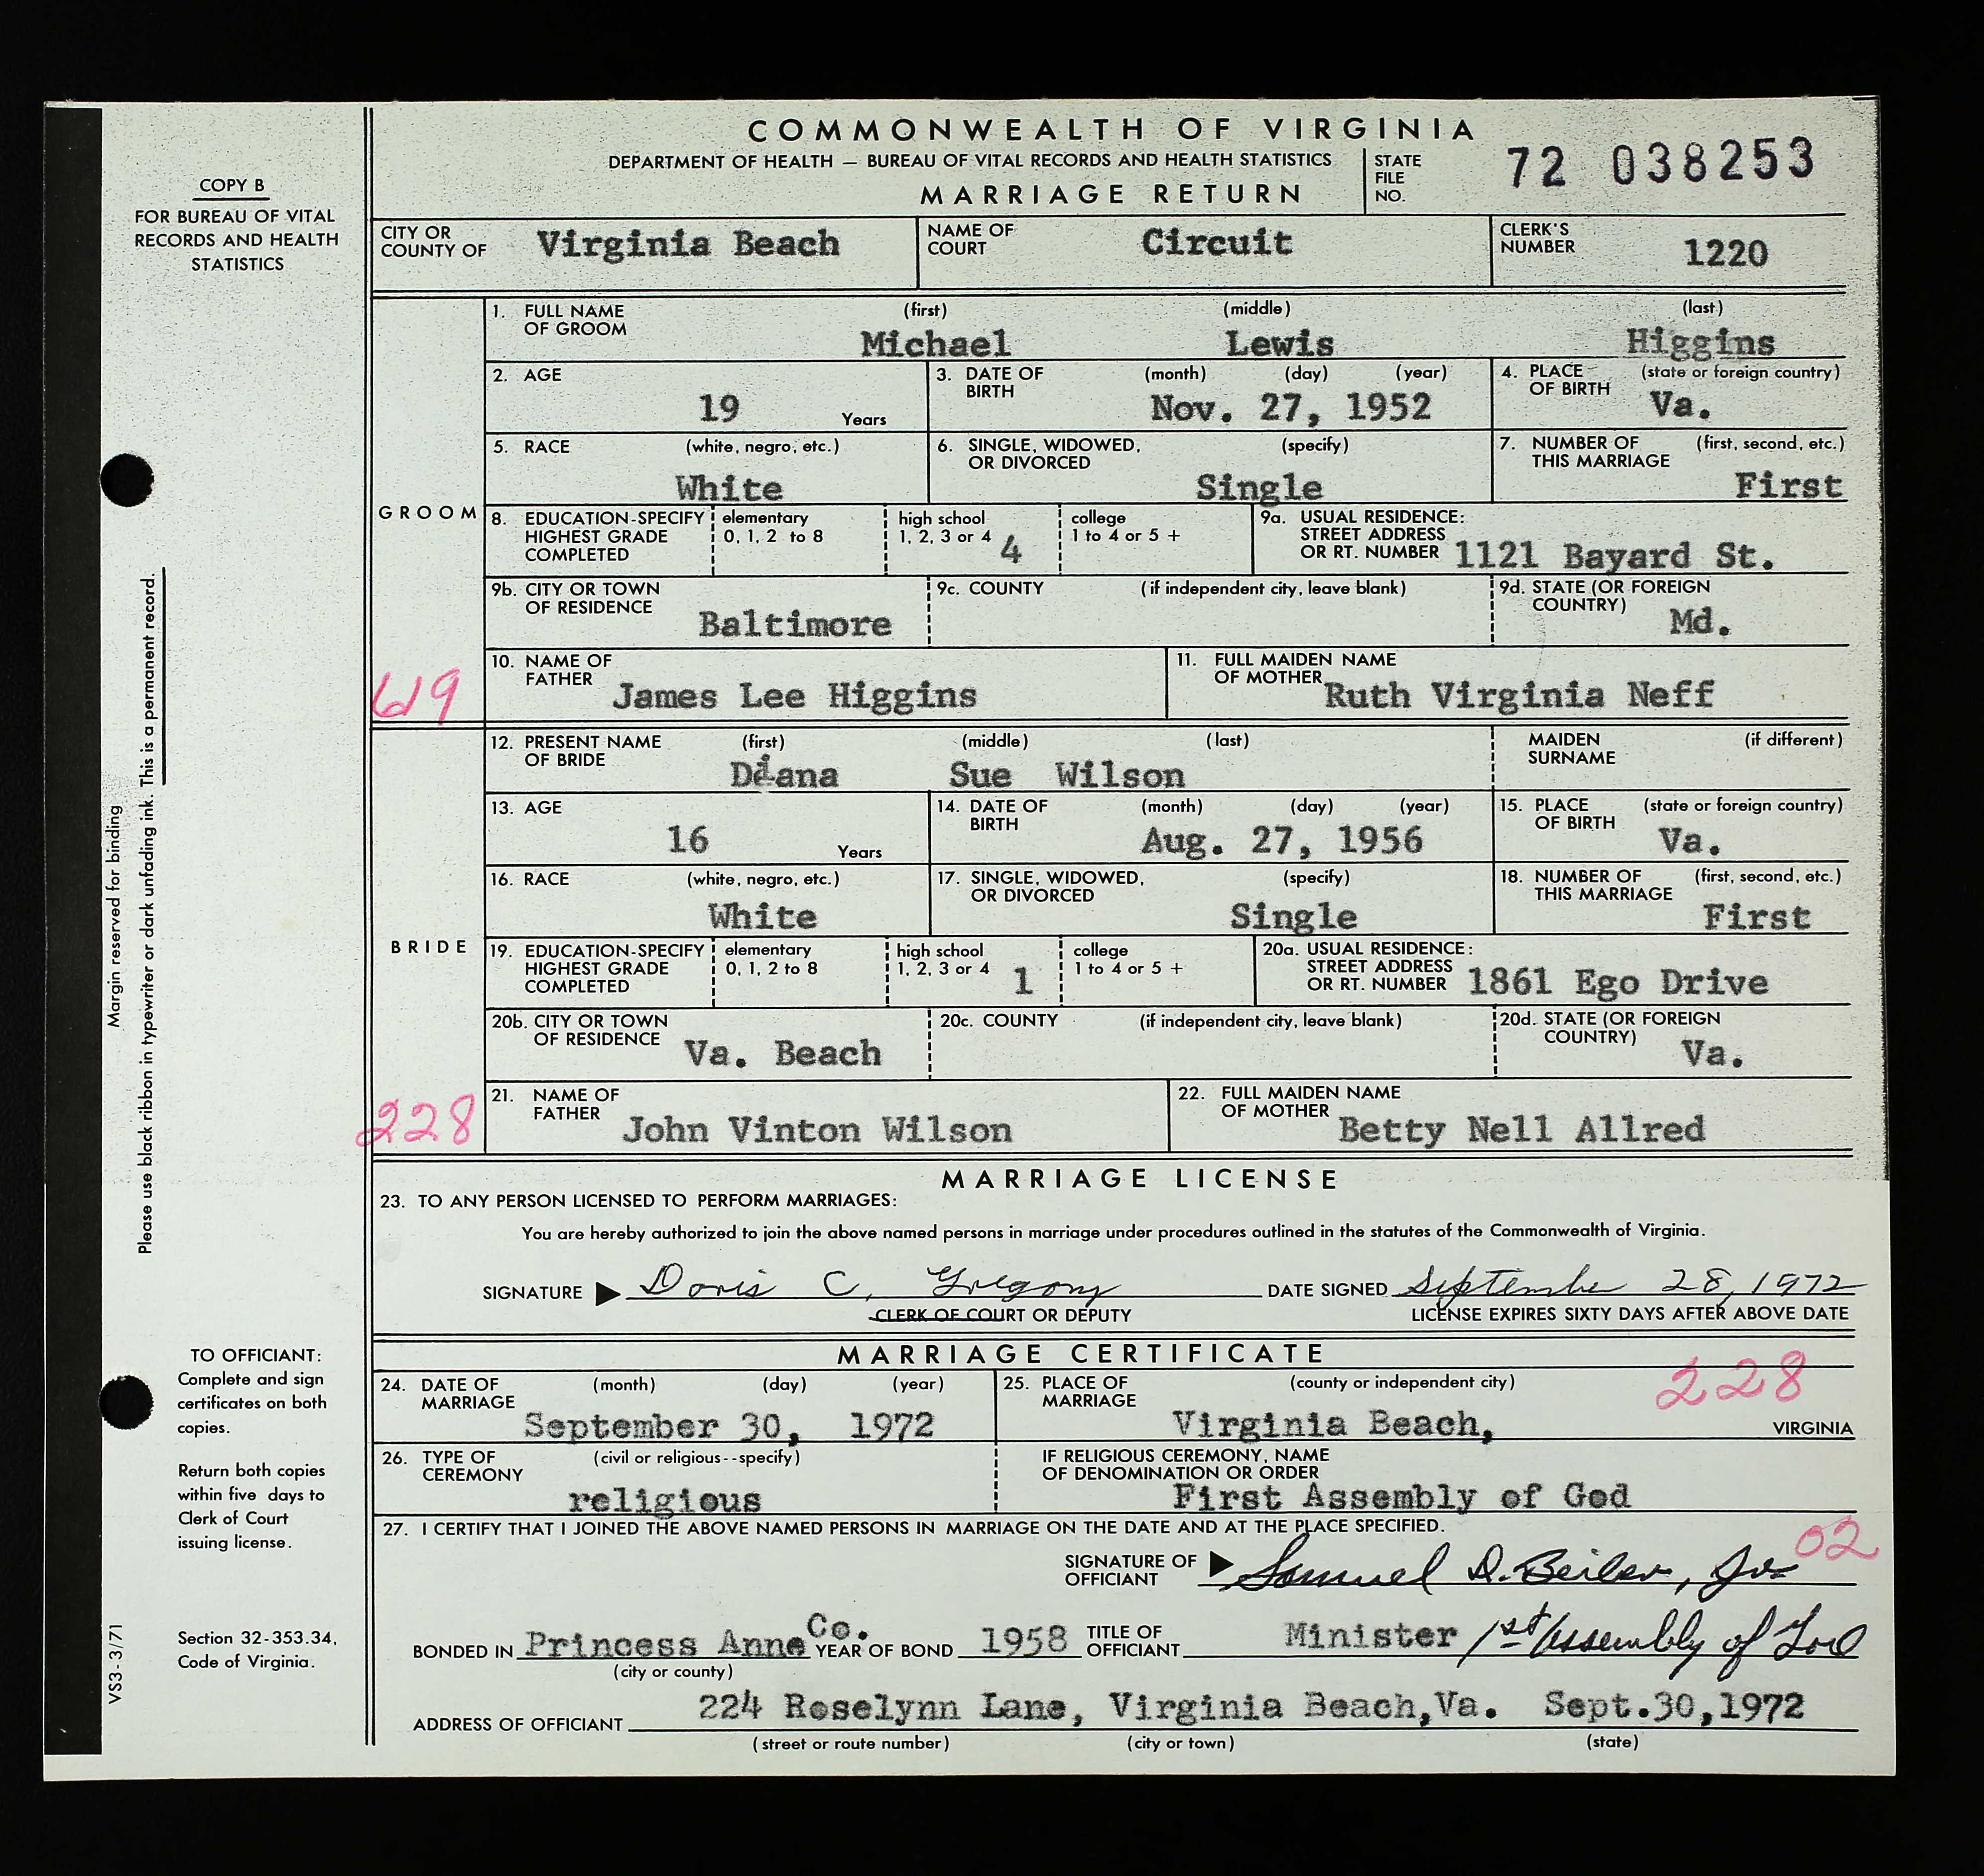 COMMONWEALTH OF VIRGINIA
DEPARTMENT OF HEALTH — BUREAU OF VITAL RECORDS AND HEALTH STATISTICS
MARRIAGE RETURN
STATE FILE NO. 72 038253
COPY B
FOR BUREAU OF VITAL
RECORDS AND HEALTH
STATISTICS
CITY OR COUNTY OF Virginia Beach NAME OF COURT Circuit CLERK'S NUMBER 1220
GROOM
1. FULL NAME OF GROOM (first) Michael (middle) Lewis (last) Higgins
2. AGE 19 Years 3. DATE OF BIRTH (month) (day) (year) Nov. 27, 1952 4. PLACE OF BIRTH (state or foreign country) Va.
5. RACE (white, negro, etc.) White 6. SINGLE, WIDOWED, OR DIVORCED (specify) Single 7. NUMBER OF THIS MARRIAGE (first, second, etc.) First
8. EDUCATION-SPECIFY HIGHEST GRADE COMPLETED elementary 0, 1, 2 to 8 high school 1, 2, 3 or 4 4 college 1 to 4 or 5 + 9a. USUAL RESIDENCE: STREET ADDRESS OR RT. NUMBER 1121 Bayard St.
9b. CITY OR TOWN OF RESIDENCE Baltimore 9c. COUNTY (if independent city, leave blank) 9d. STATE (OR FOREIGN COUNTRY) Md.
619
10. NAME OF FATHER James Lee Higgins 11. FULL MAIDEN NAME OF MOTHER Ruth Virginia Neff
BRIDE
12. PRESENT NAME OF BRIDE (first) Diana (middle) Sue (last) Wilson MAIDEN SURNAME (if different)
13. AGE 16 Years 14. DATE OF BIRTH (month) (day) (year) Aug. 27, 1956 15. PLACE OF BIRTH (state or foreign country) Va.
16. RACE (white, negro, etc.) White 17. SINGLE, WIDOWED, OR DIVORCED (specify) Single 18. NUMBER OF THIS MARRIAGE (first, second, etc.) First
19. EDUCATION-SPECIFY HIGHEST GRADE COMPLETED elementary 0, 1, 2 to 8 high school 1, 2, 3 or 4 1 college 1 to 4 or 5 + 20a. USUAL RESIDENCE: STREET ADDRESS OR RT. NUMBER 1861 Ego Drive
20b. CITY OR TOWN OF RESIDENCE Va. Beach 20c. COUNTY (if independent city, leave blank) 20d. STATE (OR FOREIGN COUNTRY) Va.
228
21. NAME OF FATHER John Vinton Wilson 22. FULL MAIDEN NAME OF MOTHER Betty Nell Allred
MARRIAGE LICENSE
23. TO ANY PERSON LICENSED TO PERFORM MARRIAGES:
You are hereby authorized to join the above named persons in marriage under procedures outlined in the statutes of the Commonwealth of Virginia.
SIGNATURE Doris C. Gregory DATE SIGNED September 28, 1972
CLERK OF COURT OR DEPUTY LICENSE EXPIRES SIXTY DAYS AFTER ABOVE DATE
MARRIAGE CERTIFICATE
24. DATE OF MARRIAGE (month) (day) (year) September 30, 1972 25. PLACE OF MARRIAGE (county or independent city) Virginia Beach, VIRGINIA 228
26. TYPE OF CEREMONY (civil or religious--specify) religious IF RELIGIOUS CEREMONY, NAME OF DENOMINATION OR ORDER First Assembly of God
27. I CERTIFY THAT I JOINED THE ABOVE NAMED PERSONS IN MARRIAGE ON THE DATE AND AT THE PLACE SPECIFIED.
02
SIGNATURE OF OFFICIANT Samuel D. Beiler, Jr.
BONDED IN Princess Anne Co. YEAR OF BOND 1958 TITLE OF OFFICIANT Minister 1st Assembly of God
(city or county)
ADDRESS OF OFFICIANT 224 Roselynn Lane, Virginia Beach, Va. Sept.30,1972
(street or route number) (city or town) (state)
Margin reserved for binding
Please use black ribbon in typewriter or dark unfading ink. This is a permanent record.
TO OFFICIANT:
Complete and sign
certificates on both
copies.
Return both copies
within five days to
Clerk of Court
issuing license.
Section 32-353.34,
Code of Virginia.
VS3-3/71